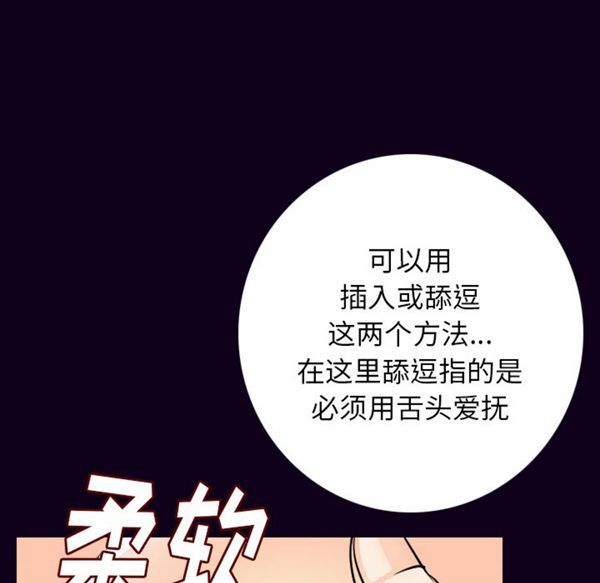 可以用
插入或舔逗
这两个方法...
在这里舔逗指的是
必须用舌头爱抚
柔软